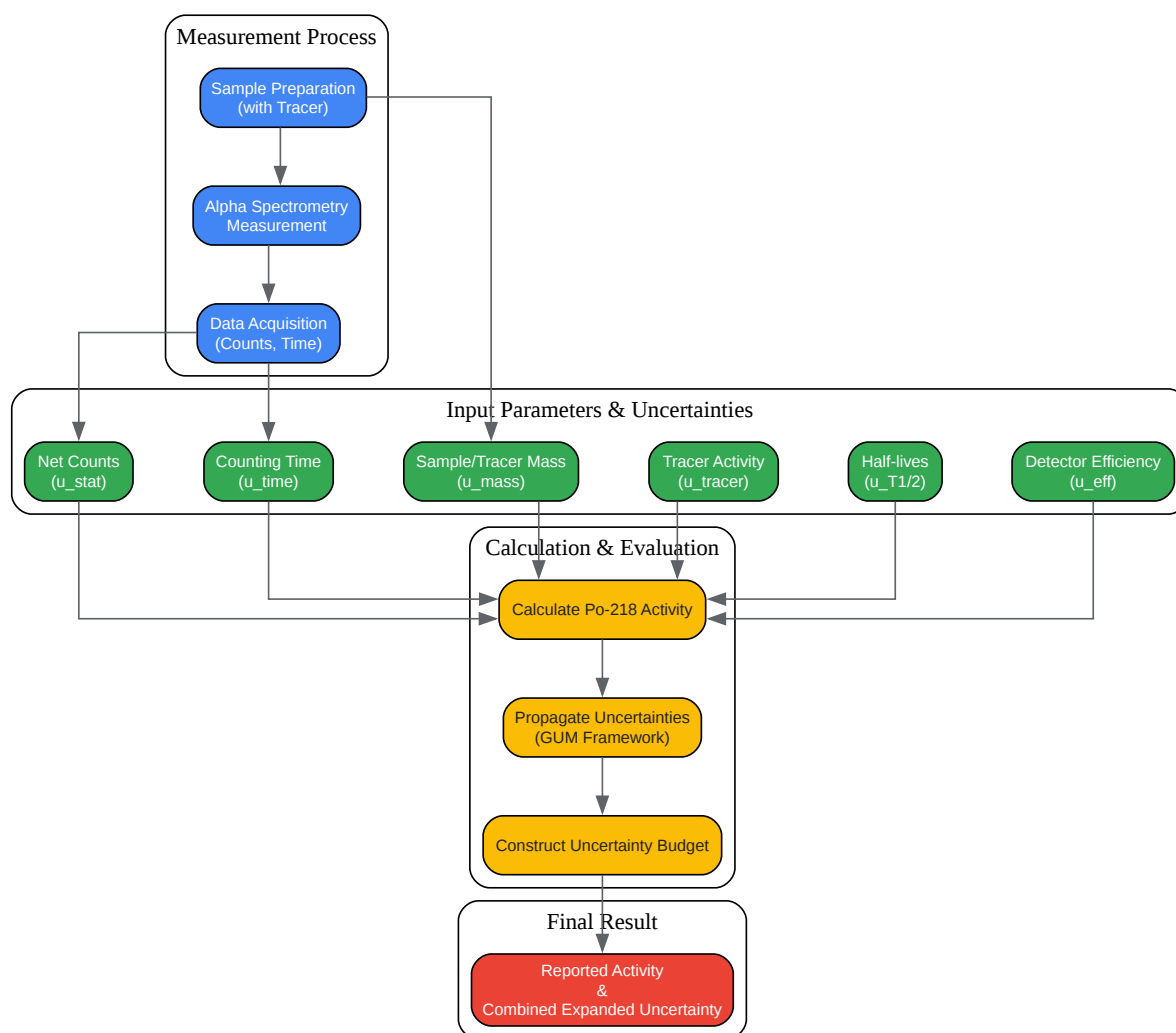 Measurement Process
Sample Preparation
(with Tracer)
Alpha Spectrometry
Measurement
Data Acquisition
(Counts, Time)
Input Parameters & Uncertainties
Net Counts
(u_stat)
Counting Time
(u_time)
Sample/Tracer Mass
(u_mass)
Tracer Activity
(u_tracer)
Half-lives
(u_T1/2)
Detector Efficiency
(u_eff)
Calculation & Evaluation
Calculate Po-218 Activity
Propagate Uncertainties
(GUM Framework)
Construct Uncertainty Budget
Final Result
Reported Activity
&
Combined Expanded Uncertainty